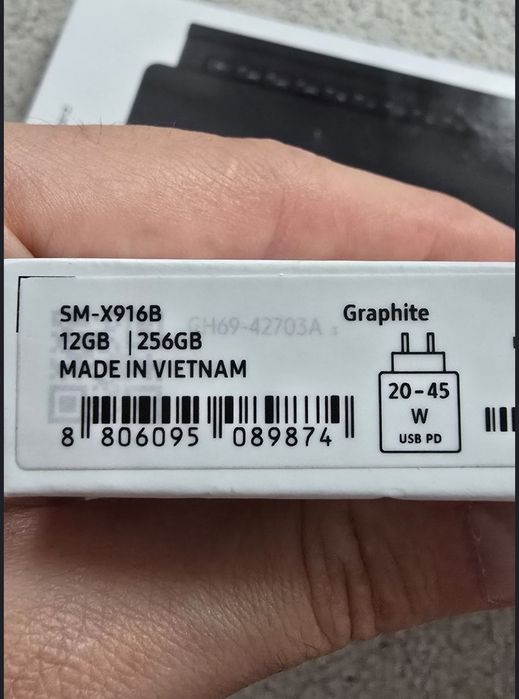 SM-X916B
GH69-42703A
Graphite
12GB | 256GB
MADE IN VIETNAM
8 806095 089874
20-45
W
USB PD